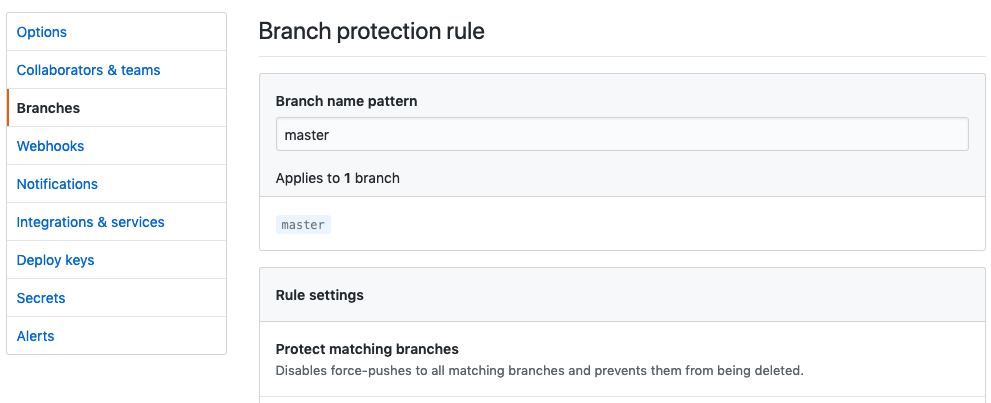 Options
Collaborators & teams
Branches
Webhooks
Notifications
Integrations & services
Deploy keys
Secrets
Alerts
Branch protection rule
Branch name pattern
master
Applies to 1 branch
master
Rule settings
Protect matching branches
Disables force-pushes to all matching branches and prevents them from being deleted.